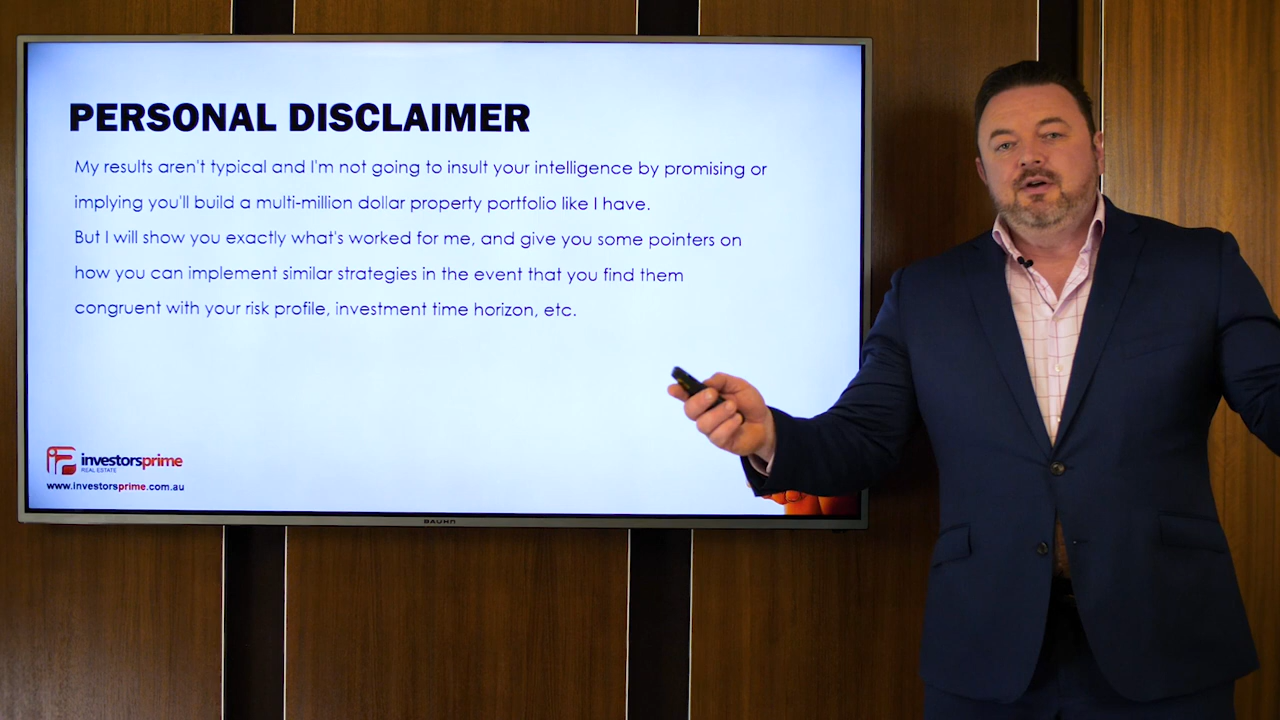 PERSONAL DISCLAIMER
My results aren't typical and I'm not going to insult your intelligence by promising or
implying you'll build a multi-million dollar property portfolio like I have.
But I will show you exactly what's worked for me, and give you some pointers on
how you can implement similar strategies in the event that you find them
congruent with your risk profile, investment time horizon, etc.
investorsprime
REAL ESTATE
www.investorsprime.com.au
BAUHN